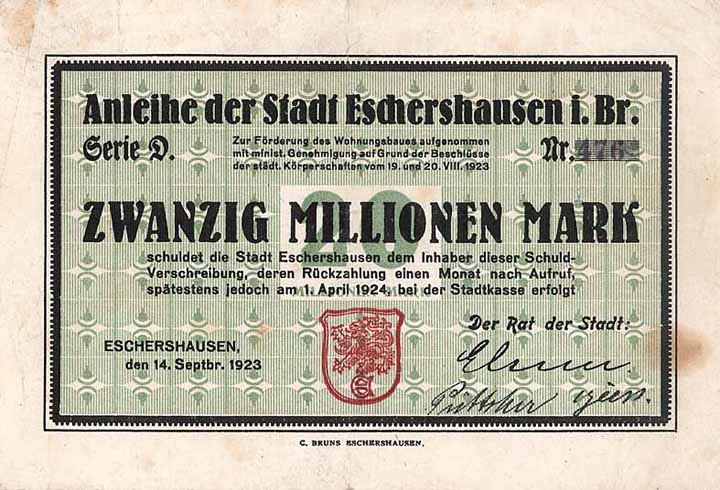 Anleihe der Stadt Eschershausen i. Br.
Serie D.
Zur Förderung des Wohnungsbaues aufgenommen
mit minist. Genehmigung auf Grund der Beschlüsse
der städt. Körperschaften vom 19. und 20. VIII. 1923
Nr. 476
20
ZWANZIG MILLIONEN MARK
schuldet die Stadt Eschershausen dem Inhaber dieser Schuld-
Verschreibung, deren Rückzahlung einen Monat nach Aufruf,
spätestens jedoch am 1. April 1924, bei der Stadtkasse erfolgt
MILLIONEN MARK
ESCHERSHAUSEN,
den 14. Septbr. 1923
Der Rat der Stadt:
C. BRUNS ESCHERSHAUSEN.